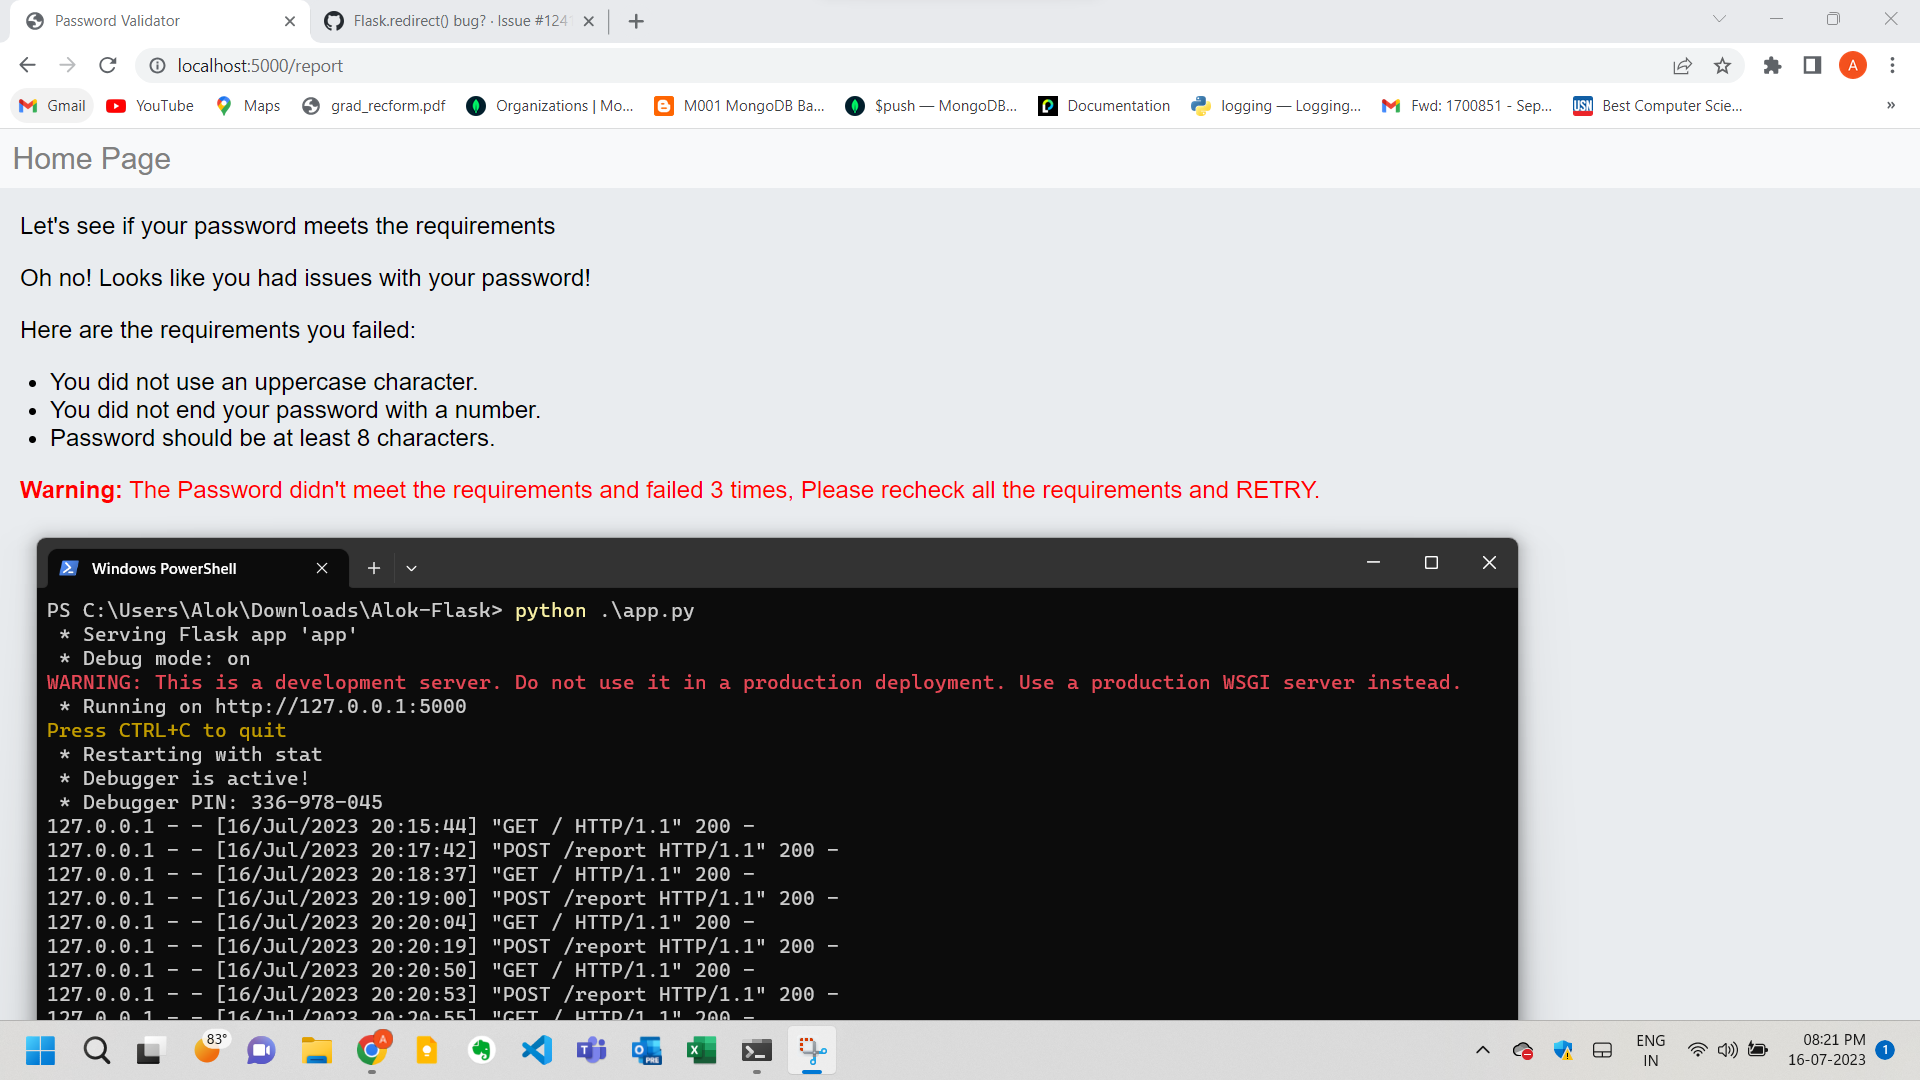 Password Validator
Flask.redirect() bug? · Issue #124
localhost:5000/report
A
Gmail
YouTube
Maps
grad_recform.pdf
Organizations | Mo...
M001 MongoDB Ba...
$push — MongoDB...
Documentation
logging — Logging...
Fwd: 1700851 - Sep...
USN
Best Computer Scie...
»
Home Page
Let's see if your password meets the requirements
Oh no! Looks like you had issues with your password!
Here are the requirements you failed:
• You did not use an uppercase character.
• You did not end your password with a number.
• Password should be at least 8 characters.
Warning: The Password didn't meet the requirements and failed 3 times, Please recheck all the requirements and RETRY.
Windows PowerShell
PS C:\Users\Alok\Downloads\Alok-Flask> python .\app.py
* Serving Flask app 'app'
* Debug mode: on
WARNING: This is a development server. Do not use it in a production deployment. Use a production WSGI server instead.
* Running on http://127.0.0.1:5000
Press CTRL+C to quit
* Restarting with stat
* Debugger is active!
* Debugger PIN: 336-978-045
127.0.0.1 - - [16/Jul/2023 20:15:44] "GET / HTTP/1.1" 200 -
127.0.0.1 - - [16/Jul/2023 20:17:42] "POST /report HTTP/1.1" 200 -
127.0.0.1 - - [16/Jul/2023 20:18:37] "GET / HTTP/1.1" 200 -
127.0.0.1 - - [16/Jul/2023 20:19:00] "POST /report HTTP/1.1" 200 -
127.0.0.1 - - [16/Jul/2023 20:20:04] "GET / HTTP/1.1" 200 -
127.0.0.1 - - [16/Jul/2023 20:20:19] "POST /report HTTP/1.1" 200 -
127.0.0.1 - - [16/Jul/2023 20:20:50] "GET / HTTP/1.1" 200 -
127.0.0.1 - - [16/Jul/2023 20:20:53] "POST /report HTTP/1.1" 200 -
127.0.0.1 - - [16/Jul/2023 20:20:55] "GET / HTTP/1.1" 200 -
83°
A
PRE
ENG
IN
08:21 PM
16-07-2023
1